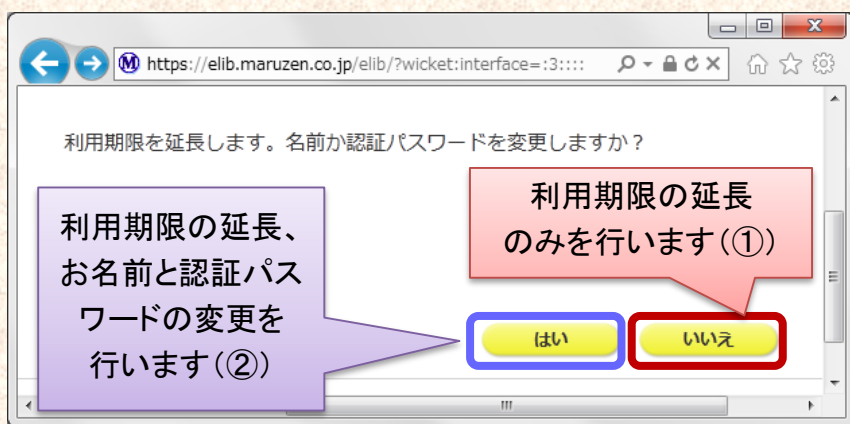 https://elib.maruzen.co.jp/elib/?wicket:interface=:3::::
利用期限を延長します。名前か認証パスワードを変更しますか？
利用期限の延長
のみを行います(①)
利用期限の延長、
お名前と認証パス
ワードの変更を
行います(②)
はい
いいえ